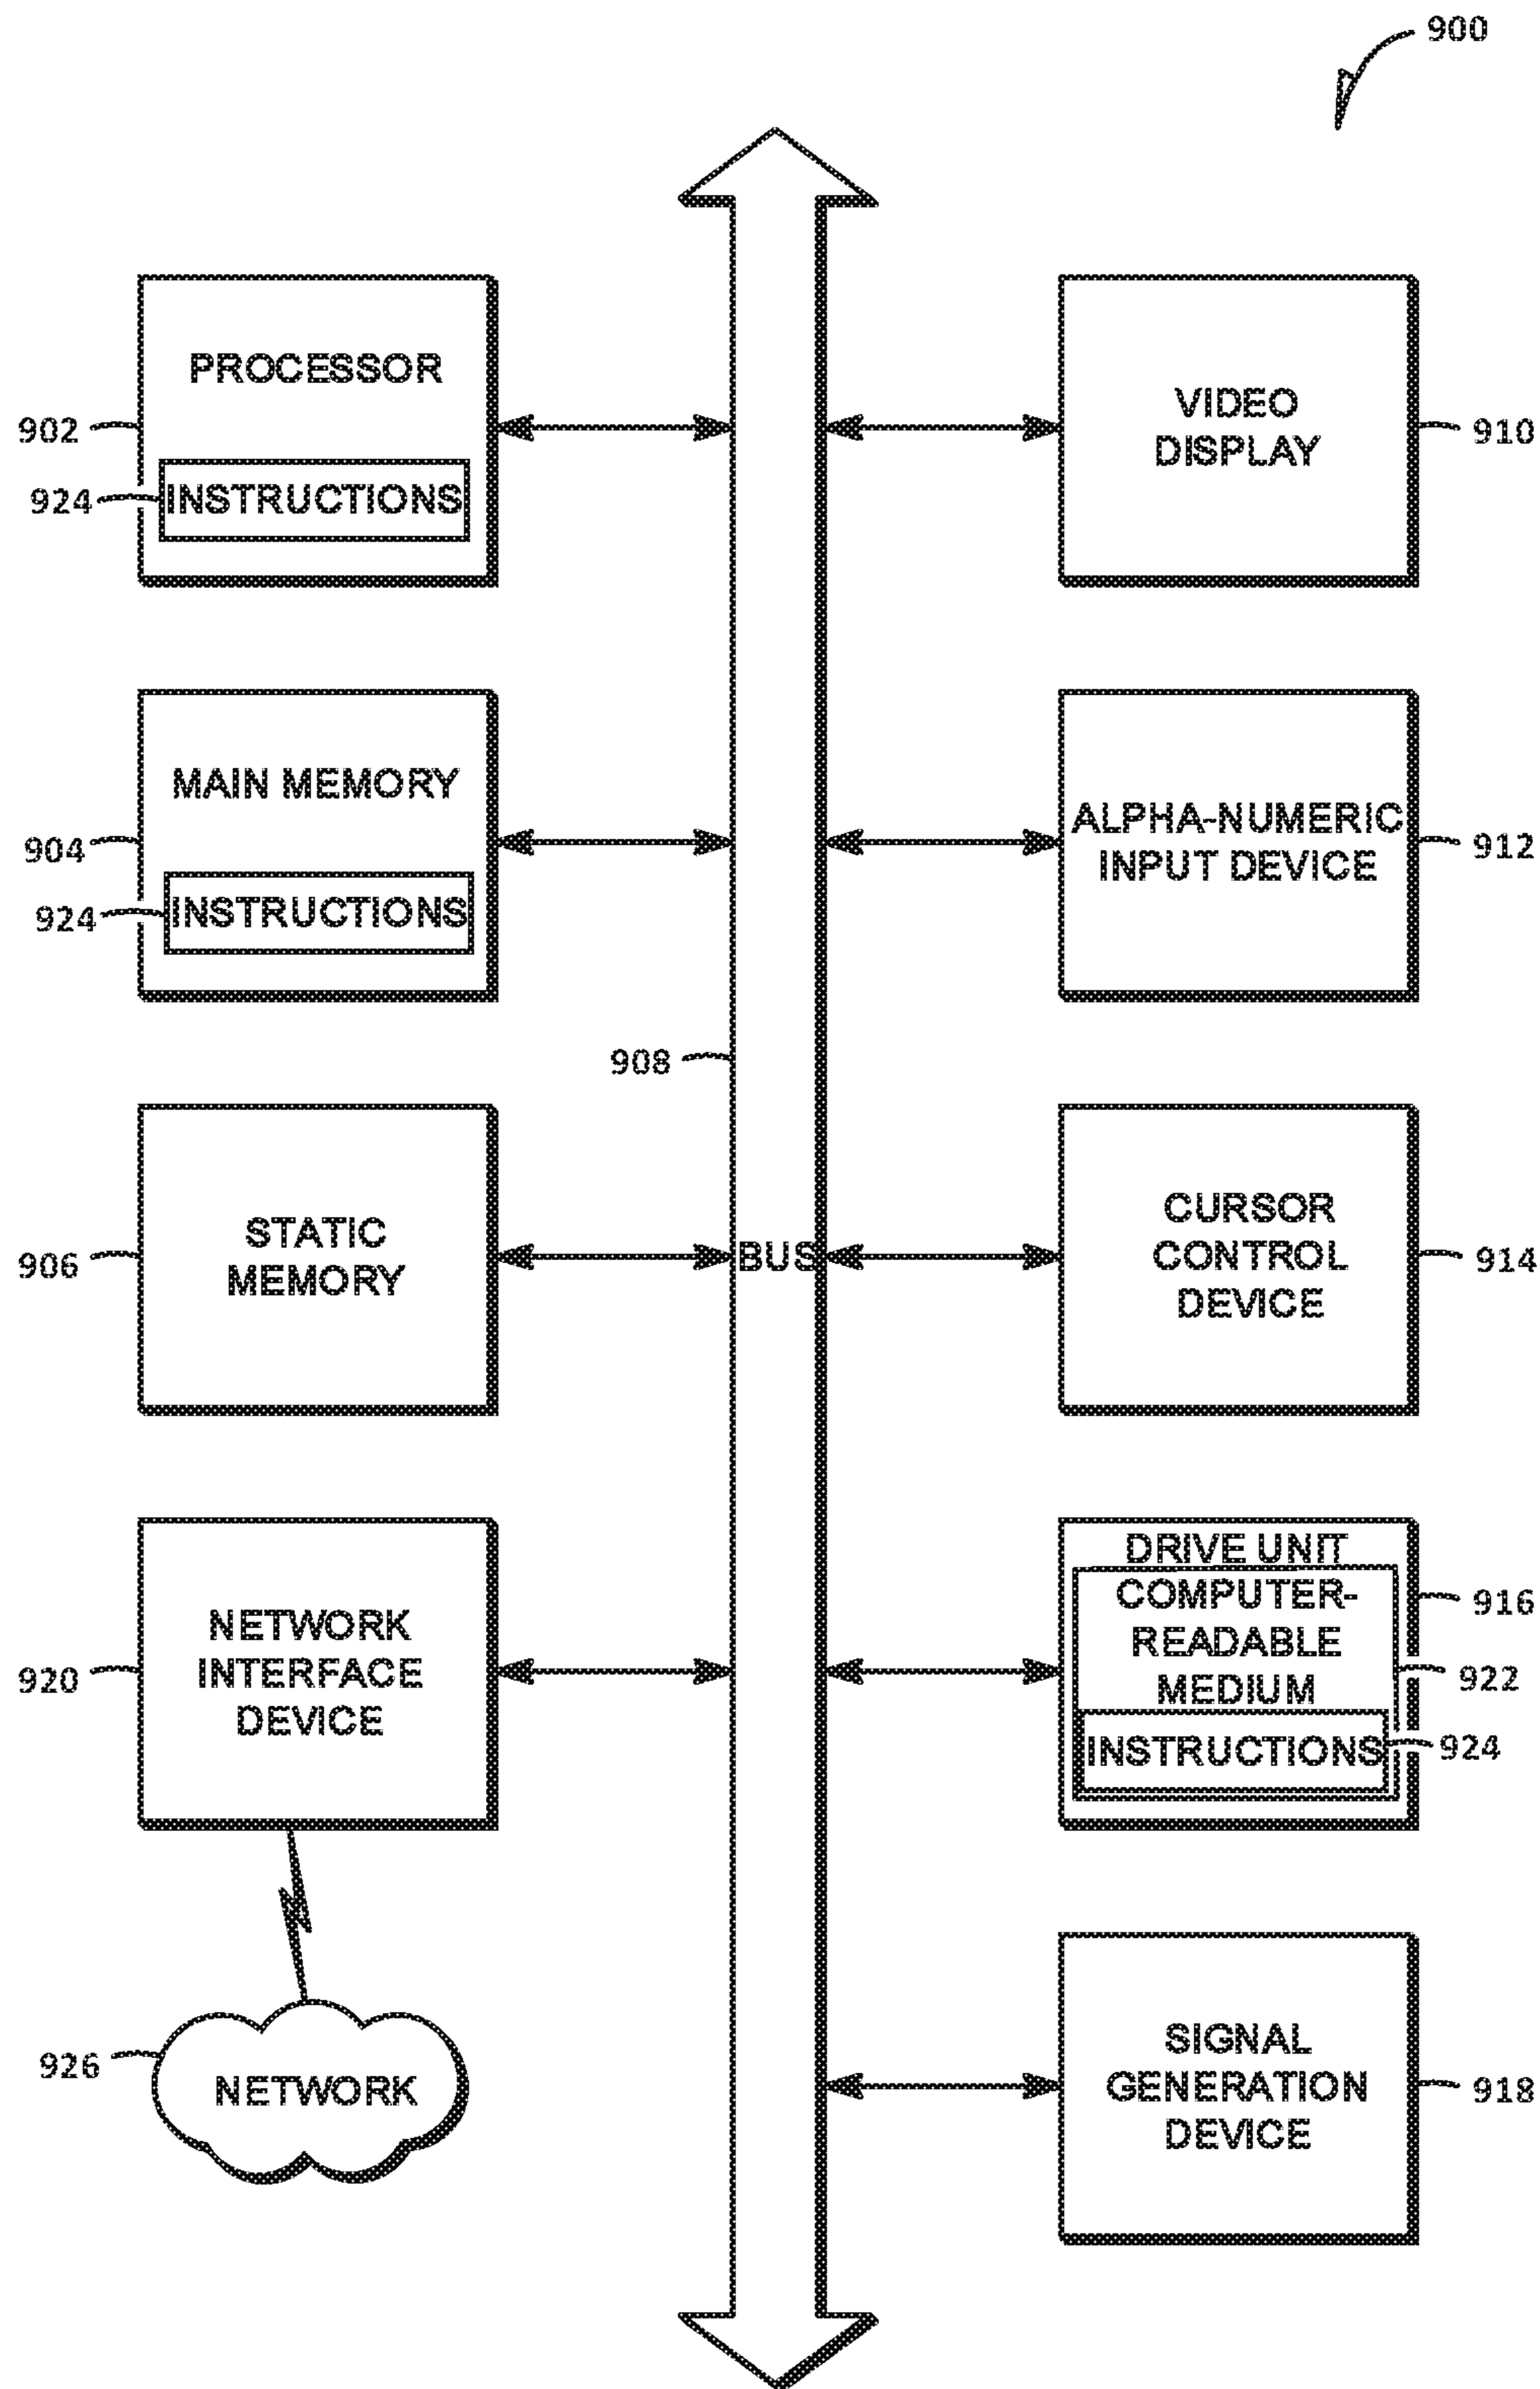 900
PROCESSOR
902
924
INSTRUCTIONS
VIDEO
DISPLAY
910
MAIN MEMORY
904
924
INSTRUCTIONS
ALPHA-NUMERIC
INPUT DEVICE
912
908
STATIC
MEMORY
906
BUS
CURSOR
CONTROL
DEVICE
914
NETWORK
INTERFACE
DEVICE
920
DRIVE UNIT
COMPUTER-
READABLE
MEDIUM
INSTRUCTIONS
916
922
924
926
NETWORK
SIGNAL
GENERATION
DEVICE
918